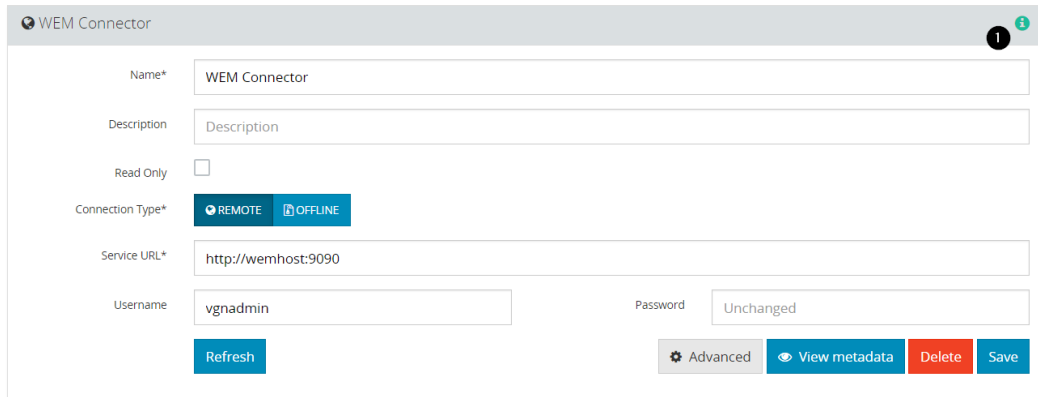 WEM Connector
1
Name* WEM Connector
Description Description
Read Only
Connection Type* REMOTE OFFLINE
Service URL* http://wemhost:9090
Username vgnadmin Password Unchanged
Refresh Advanced View metadata Delete Save